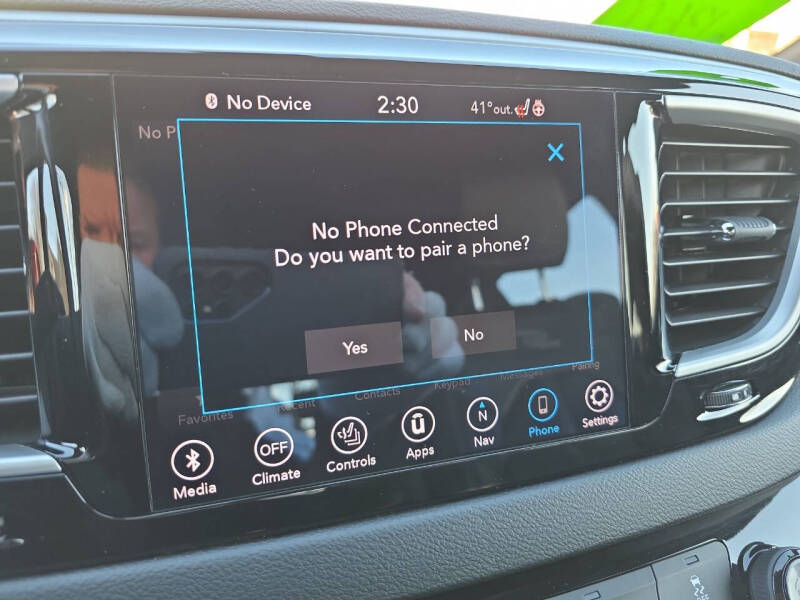 No Device 2:30 41°out.
No P
No Phone Connected
Do you want to pair a phone?
Yes No
Favorites Recent Contacts Keypad Messages Pairing
Media OFF Climate Controls Apps N Nav Phone Settings
OFF